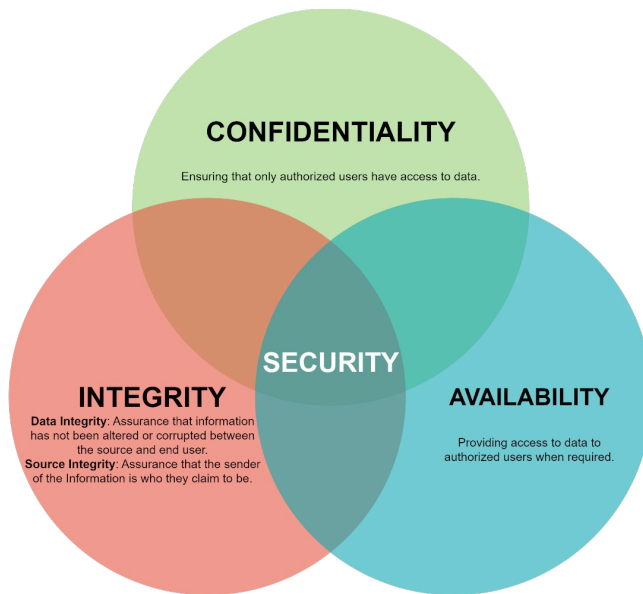 CONFIDENTIALITY
Ensuring that only authorized users have access to data.
SECURITY
INTEGRITY
Data Integrity: Assurance that information
has not been altered or corrupted between
the source and end user.
Source Integrity: Assurance that the sender
of the Information is who they claim to be.
AVAILABILITY
Providing access to data to
authorized users when required.